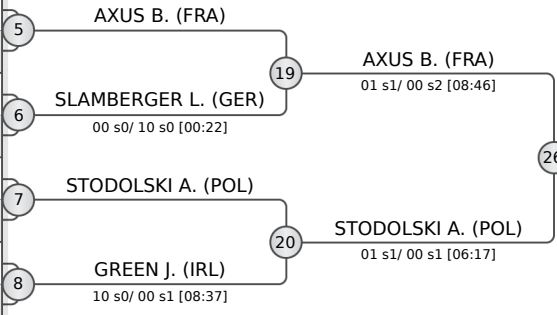 5
AXUS B. (FRA)
19
AXUS B. (FRA)
01 s1/ 00 s2 [08:46]
6
SLAMBERGER L. (GER)
00 s0/ 10 s0 [00:22]
26
7
STODOLSKI A. (POL)
20
STODOLSKI A. (POL)
01 s1/ 00 s1 [06:17]
8
GREEN J. (IRL)
10 s0/ 00 s1 [08:37]